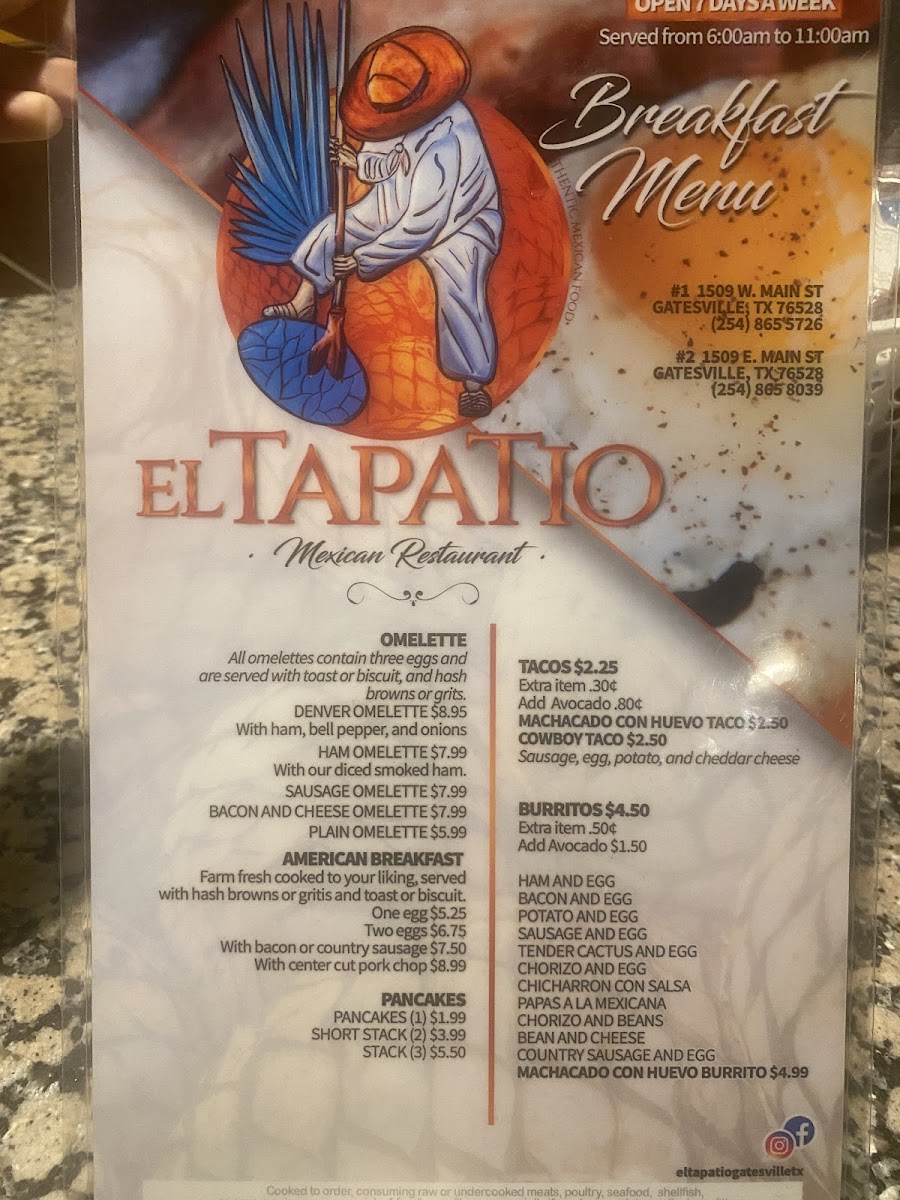 OPEN 7 DAYS A WEEK
Served from 6:00am to 11:00am
Breakfast
Menu
THENTIC MEXICAN FOOD
#1 1509 W. MAIN ST
GATESVILLE, TX 76528
(254) 865 5726
#2 1509 E. MAIN ST
GATESVILLE, TX 76528
(254) 865 8039
EL TAPATIO
· Mexican Restaurant ·
OMELETTE
All omelettes contain three eggs and
are served with toast or biscuit, and hash
browns or grits.
DENVER OMELETTE $8.95
With ham, bell pepper, and onions
HAM OMELETTE $7.99
With our diced smoked ham.
SAUSAGE OMELETTE $7.99
BACON AND CHEESE OMELETTE $7.99
PLAIN OMELETTE $5.99
AMERICAN BREAKFAST
Farm fresh cooked to your liking, served
with hash browns or gritis and toast or biscuit.
One egg $5.25
Two eggs $6.75
With bacon or country sausage $7.50
With center cut pork chop $8.99
PANCAKES
PANCAKES (1) $1.99
SHORT STACK (2) $3.99
STACK (3) $5.50
TACOS $2.25
Extra item .30¢
Add Avocado .80¢
MACHACADO CON HUEVO TACO $2.50
COWBOY TACO $2.50
Sausage, egg, potato, and cheddar cheese
BURRITOS $4.50
Extra item .50¢
Add Avocado $1.50
HAM AND EGG
BACON AND EGG
POTATO AND EGG
SAUSAGE AND EGG
TENDER CACTUS AND EGG
CHORIZO AND EGG
CHICHARRON CON SALSA
PAPAS A LA MEXICANA
CHORIZO AND BEANS
BEAN AND CHEESE
COUNTRY SAUSAGE AND EGG
MACHACADO CON HUEVO BURRITO $4.99
eltapatiogatesvilletx
Cooked to order, consuming raw or undercooked meats, poultry, seafood, shellfish,